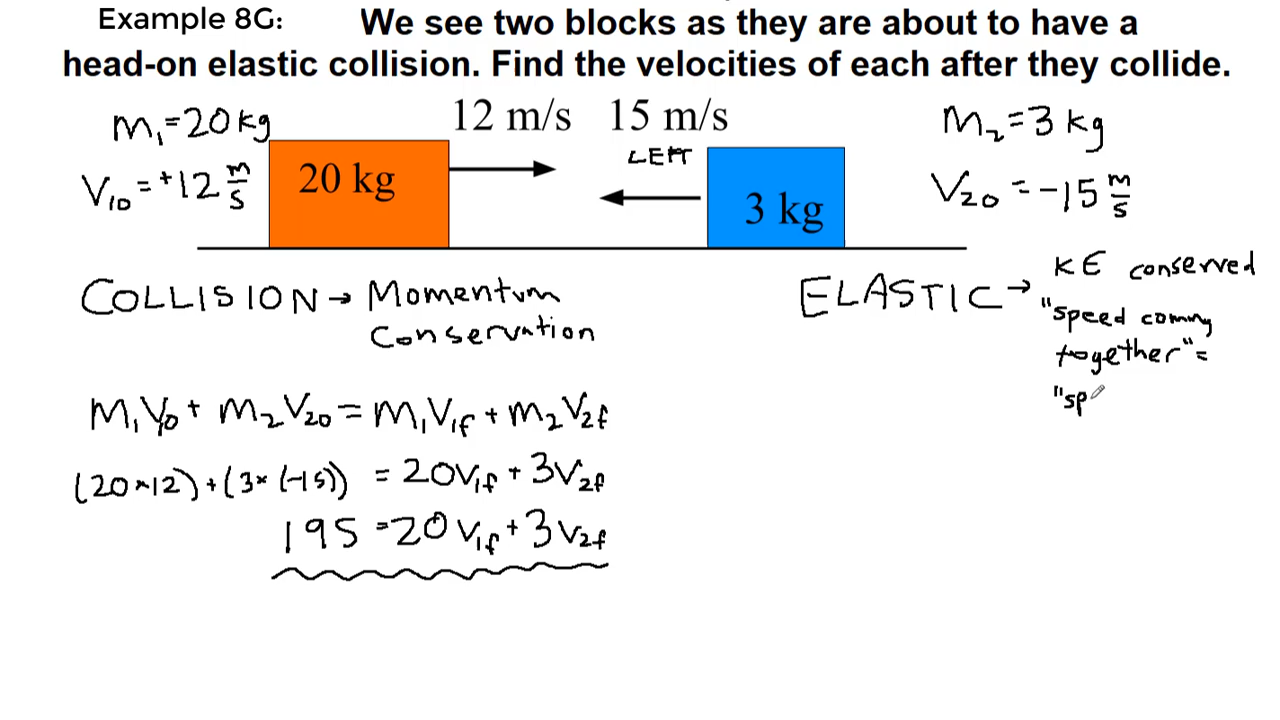 Example 8G: We see two blocks as they are about to have a
head-on elastic collision. Find the velocities of each after they collide.
M₁=20kg
12 m/s 15 m/s
M₂=3 kg
LEFT
V₁₀=+12 m/s
20 kg
3 kg
V₂₀=-15 m/s
COLLISION→ Momentum
Conservation
ELASTIC→ KE conserved
"speed coming
together"=
"sp
M₁V₁₀+ M₂V₂₀=M₁V₁f+M₂V₂f
(20×12)+(3×(-15)) = 20V₁f+3V₂f
195=20V₁f+3V₂f